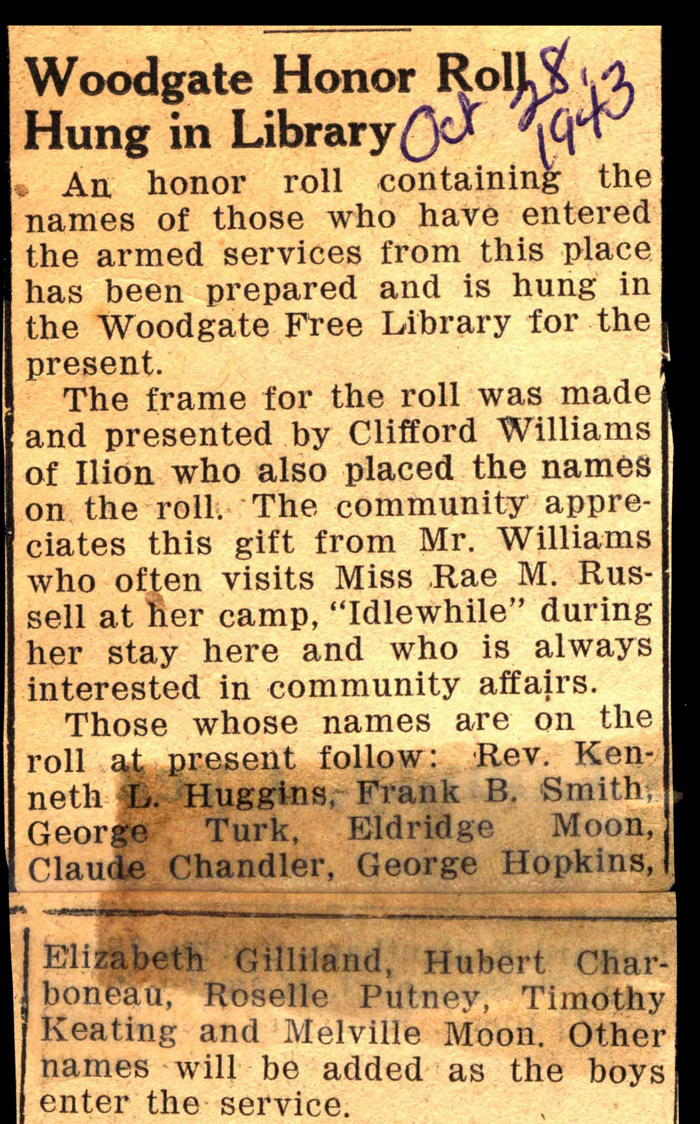 Woodgate Honor Roll
Hung in Library
Oct 28,
1943
An honor roll containing the
names of those who have entered
the armed services from this place
has been prepared and is hung in
the Woodgate Free Library for the
present.
The frame for the roll was made
and presented by Clifford Williams
of Ilion who also placed the names
on the roll. The community appre-
ciates this gift from Mr. Williams
who often visits Miss Rae M. Rus-
sell at her camp, “Idlewhile” during
her stay here and who is always
interested in community affairs.
Those whose names are on the
roll at present follow: Rev. Ken-
neth L. Huggins, Frank B. Smith,
George Turk, Eldridge Moon,
Claude Chandler, George Hopkins,
Elizabeth Gilliland, Hubert Char-
boneau, Roselle Putney, Timothy
Keating and Melville Moon. Other
names will be added as the boys
enter the service.